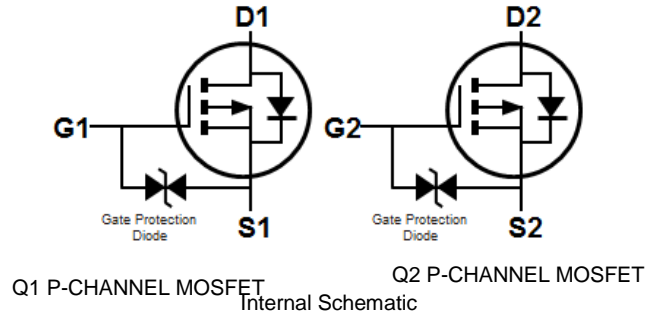 D1
D2
G1
G2
Gate Protection
Diode
Gate Protection
Diode
S1
S2
Q1 P-CHANNEL MOSFET
Q2 P-CHANNEL MOSFET
Internal Schematic